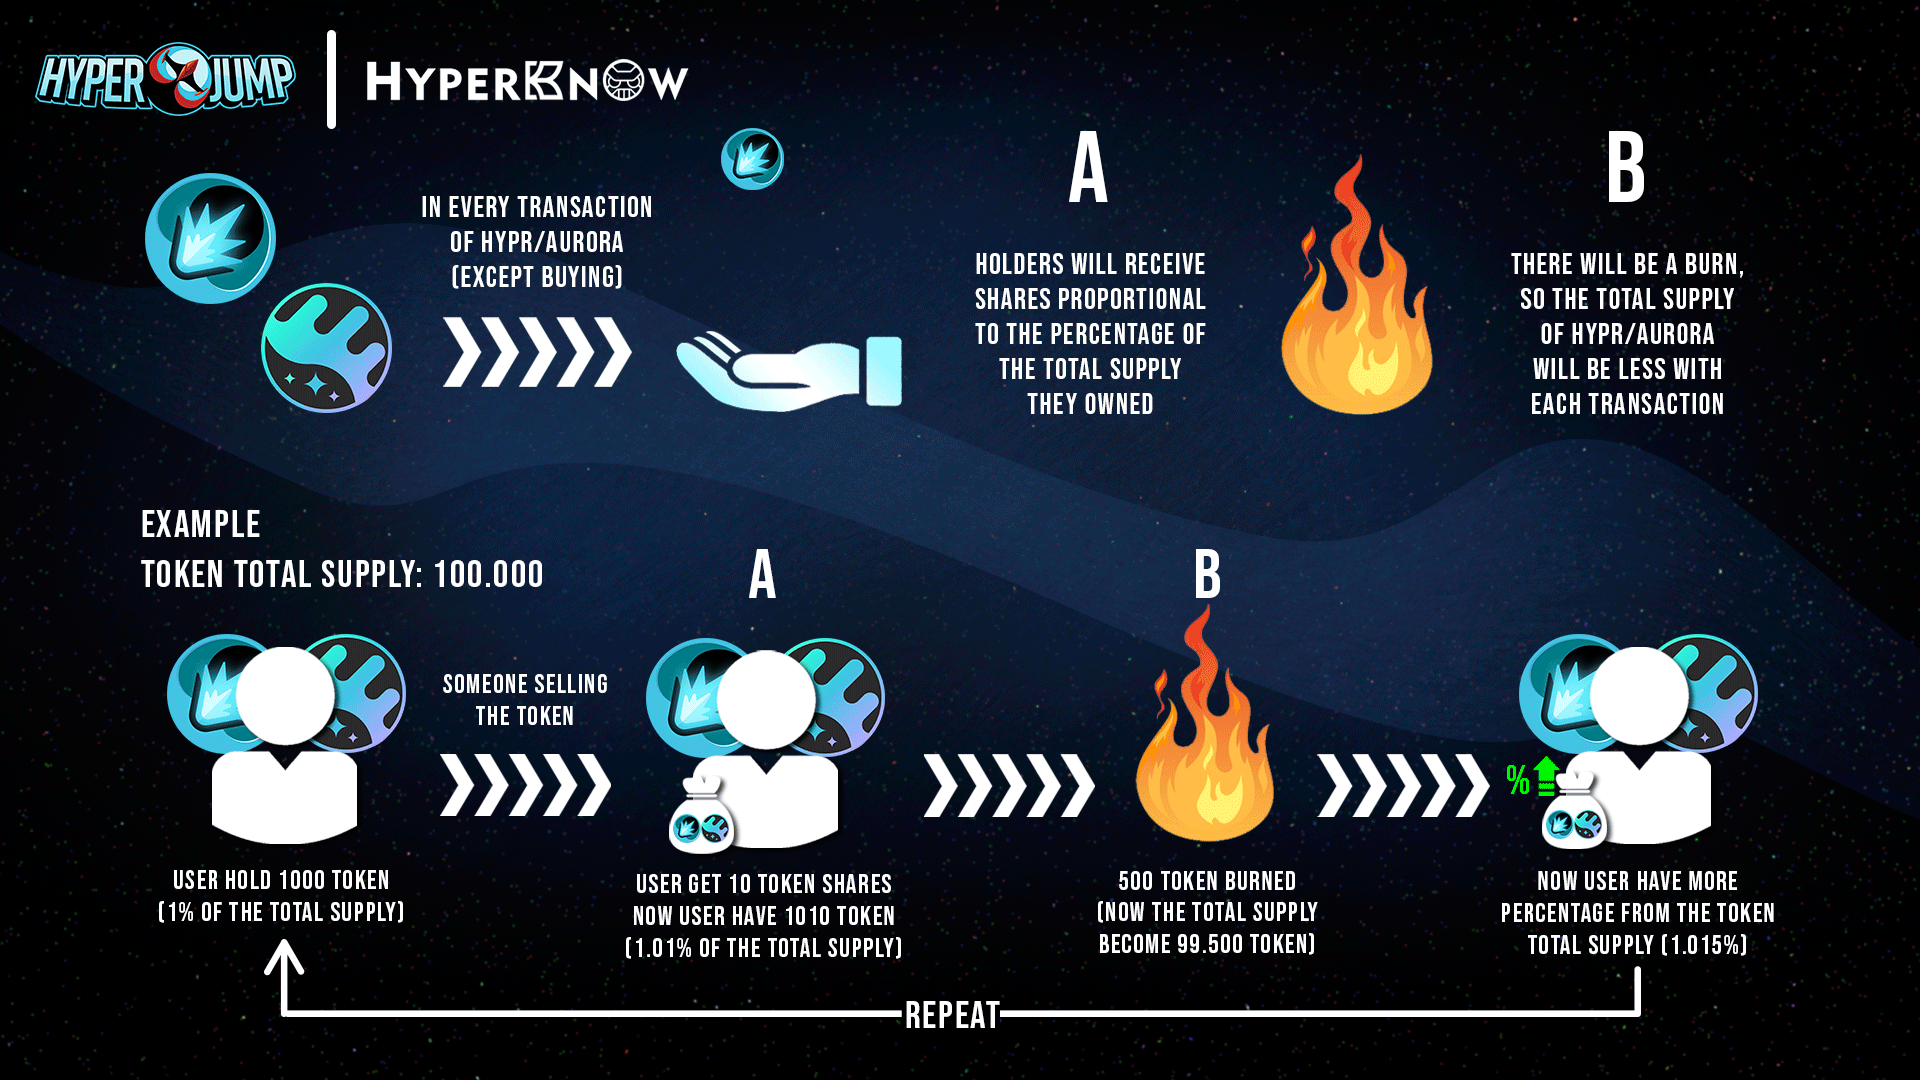 HYPER JUMP
HYPERKNOW
IN EVERY TRANSACTION
OF HYPR/AURORA
(EXCEPT BUYING)
A
HOLDERS WILL RECEIVE
SHARES PROPORTIONAL
TO THE PERCENTAGE OF
THE TOTAL SUPPLY
THEY OWNED
B
THERE WILL BE A BURN,
SO THE TOTAL SUPPLY
OF HYPR/AURORA
WILL BE LESS WITH
EACH TRANSACTION
EXAMPLE
TOKEN TOTAL SUPPLY: 100.000
USER HOLD 1000 TOKEN
(1% OF THE TOTAL SUPPLY)
SOMEONE SELLING
THE TOKEN
A
USER GET 10 TOKEN SHARES
NOW USER HAVE 1010 TOKEN
(1.01% OF THE TOTAL SUPPLY)
B
500 TOKEN BURNED
(NOW THE TOTAL SUPPLY
BECOME 99.500 TOKEN)
%
NOW USER HAVE MORE
PERCENTAGE FROM THE TOKEN
TOTAL SUPPLY (1.015%)
REPEAT